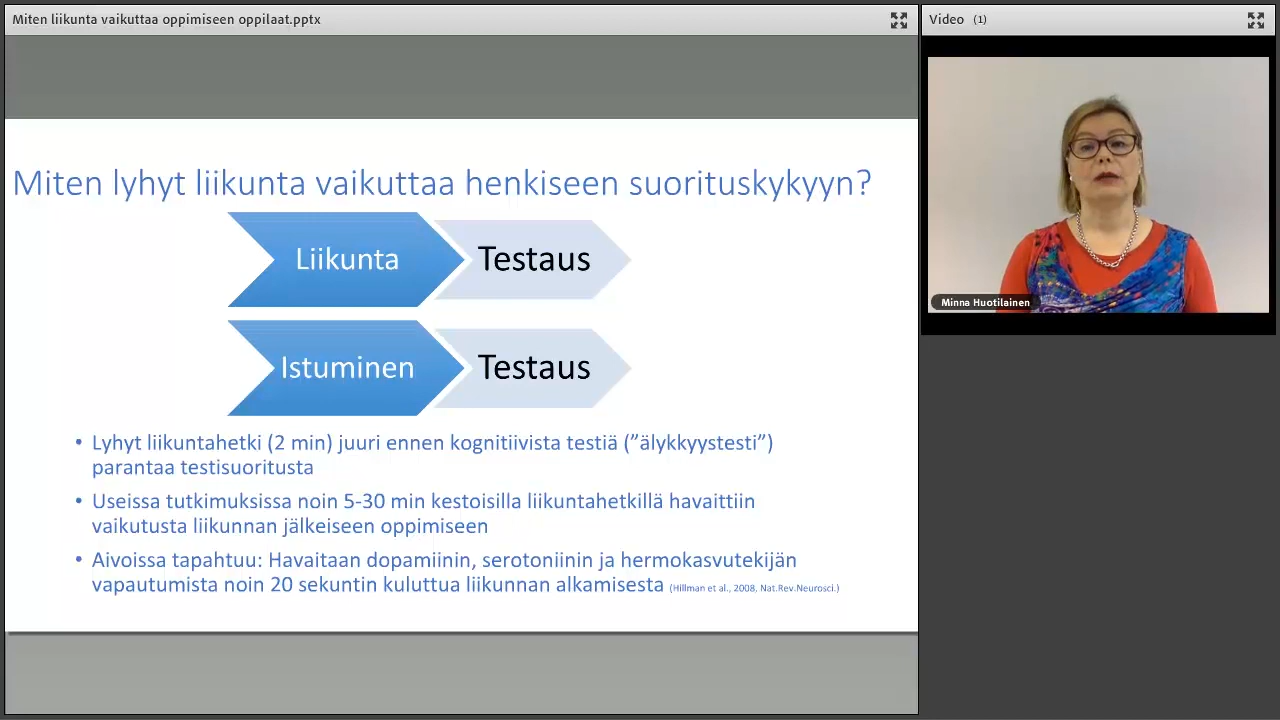 Miten liikunta vaikuttaa oppimiseen oppilaat.pptx
Video (1)
Miten lyhyt liikunta vaikuttaa henkiseen suorituskykyyn?
Liikunta
Testaus
Istuminen
Testaus
• Lyhyt liikuntahetki (2 min) juuri ennen kognitiivista testiä (”älykkyystesti”)
parantaa testisuoritusta
• Useissa tutkimuksissa noin 5-30 min kestoisilla liikuntahetkillä havaittiin
vaikutusta liikunnan jälkeiseen oppimiseen
• Aivoissa tapahtuu: Havaitaan dopamiinin, serotoniinin ja hermokasvutekijän
vapautumista noin 20 sekuntin kuluttua liikunnan alkamisesta (Hillman et al., 2008, Nat.Rev.Neurosci.)
Minna Huotilainen